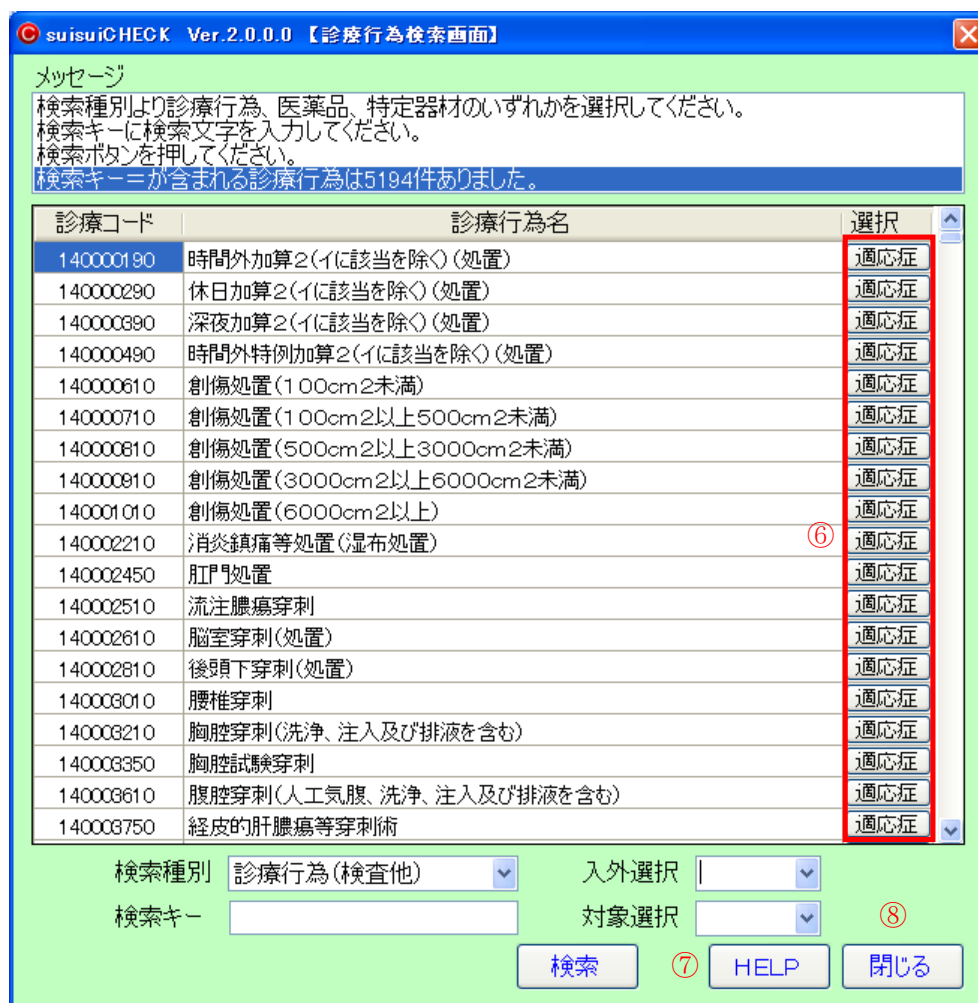 suisuiCHECK Ver.2.0.0.0 【診療行為検索画面】
メッセージ
検索種別より診療行為、医薬品、特定器材のいずれかを選択してください。
検索キーに検索文字を入力してください。
検索ボタンを押してください。
検索キー=が含まれる診療行為は5194件ありました。
診療コード 診療行為名 選択
140000190 時間外加算2(イに該当を除く)(処置) 適応症
140000290 休日加算2(イに該当を除く)(処置) 適応症
140000390 深夜加算2(イに該当を除く)(処置) 適応症
140000490 時間外特例加算2(イに該当を除く)(処置) 適応症
140000610 創傷処置(100cm2未満) 適応症
140000710 創傷処置(100cm2以上500cm2未満) 適応症
140000810 創傷処置(500cm2以上3000cm2未満) 適応症
140000910 創傷処置(3000cm2以上6000cm2未満) 適応症
140001010 創傷処置(6000cm2以上) 適応症
140002210 消炎鎮痛等処置(湿布処置) ⑥ 適応症
140002450 肛門処置 適応症
140002510 流注膿瘍穿刺 適応症
140002610 脳室穿刺(処置) 適応症
140002810 後頭下穿刺(処置) 適応症
140003010 腰椎穿刺 適応症
140003210 胸腔穿刺(洗浄、注入及び排液を含む) 適応症
140003350 胸腔試験穿刺 適応症
140003610 腹腔穿刺(人工気腹、洗浄、注入及び排液を含む) 適応症
140003750 経皮的肝膿瘍等穿刺術 適応症
検索種別 診療行為(検査他) 入外選択
検索キー 対象選択 ⑧
検索 ⑦ HELP 閉じる